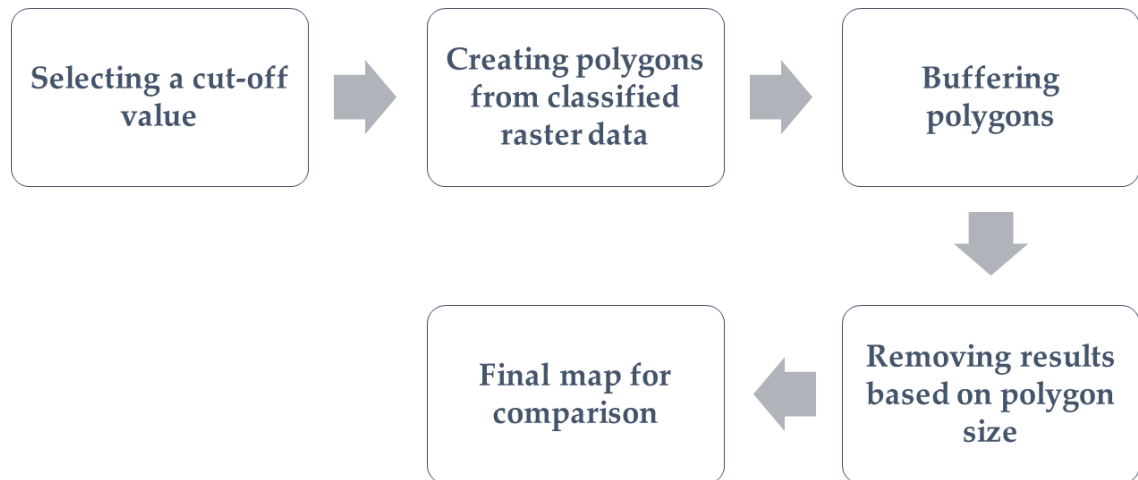 Selecting a cut-off
value
Creating polygons
from classified
raster data
Buffering
polygons
Removing results
based on polygon
size
Final map for
comparison